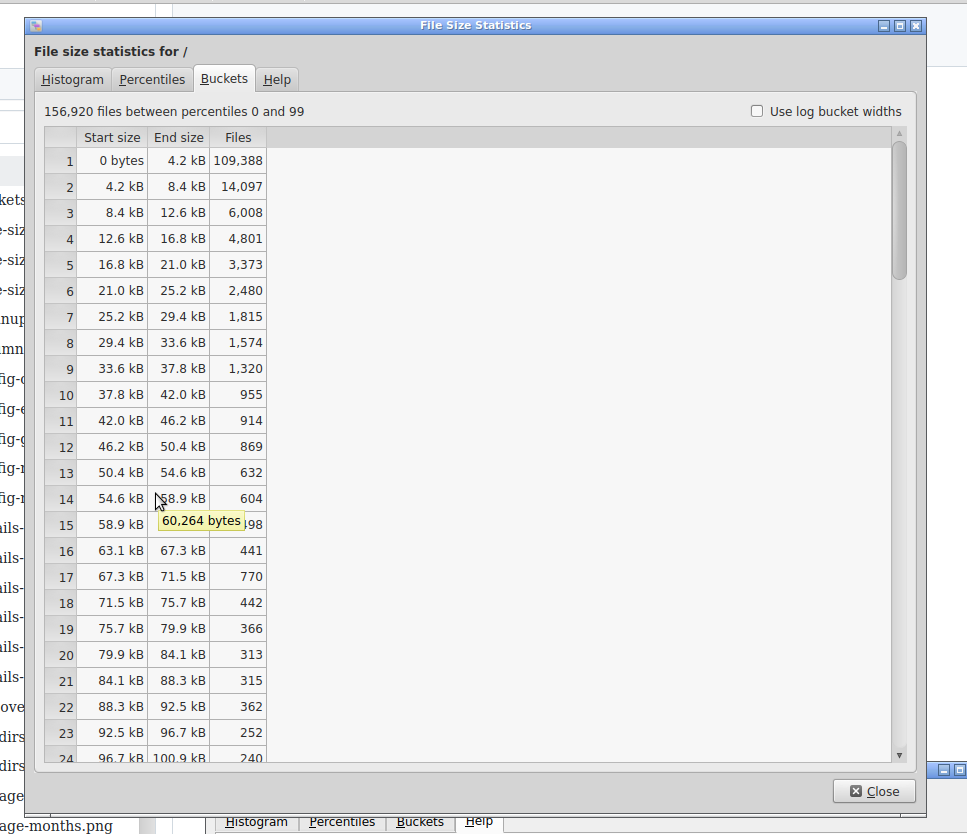 File Size Statistics
File size statistics for /
Histogram Percentiles Buckets Help
156,920 files between percentiles 0 and 99
Use log bucket widths
Start size End size Files
1 0 bytes 4.2 kB 109,388
2 4.2 kB 8.4 kB 14,097
3 8.4 kB 12.6 kB 6,008
4 12.6 kB 16.8 kB 4,801
5 16.8 kB 21.0 kB 3,373
6 21.0 kB 25.2 kB 2,480
7 25.2 kB 29.4 kB 1,815
8 29.4 kB 33.6 kB 1,574
9 33.6 kB 37.8 kB 1,320
10 37.8 kB 42.0 kB 955
11 42.0 kB 46.2 kB 914
12 46.2 kB 50.4 kB 869
13 50.4 kB 54.6 kB 632
14 54.6 kB 58.9 kB 604
15 58.9 kB 98
60,264 bytes
16 63.1 kB 67.3 kB 441
17 67.3 kB 71.5 kB 770
18 71.5 kB 75.7 kB 442
19 75.7 kB 79.9 kB 366
20 79.9 kB 84.1 kB 313
21 84.1 kB 88.3 kB 315
22 88.3 kB 92.5 kB 362
23 92.5 kB 96.7 kB 252
24 96.7 kB 100.9 kB 240
Close
Histogram Percentiles Buckets Help
kets
e-siz
e-siz
e-siz
nup
umn
fig-
fig-
fig-
fig-
fig-
ails-
ails-
ails-
ails-
ails-
ails-
ove
dirs
dirs
age
age-months.png